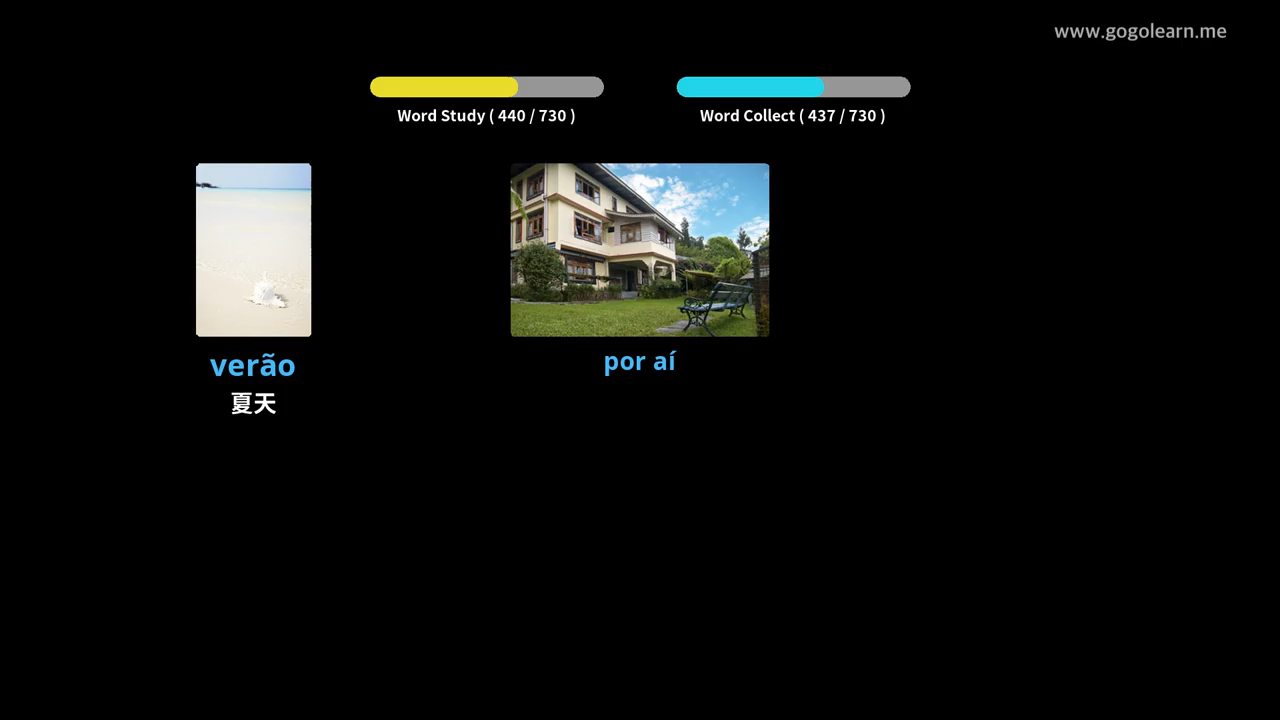 www.gogolearn.me
Word Study ( 440 / 730 )
Word Collect ( 437 / 730 )
verão
夏天
por aí